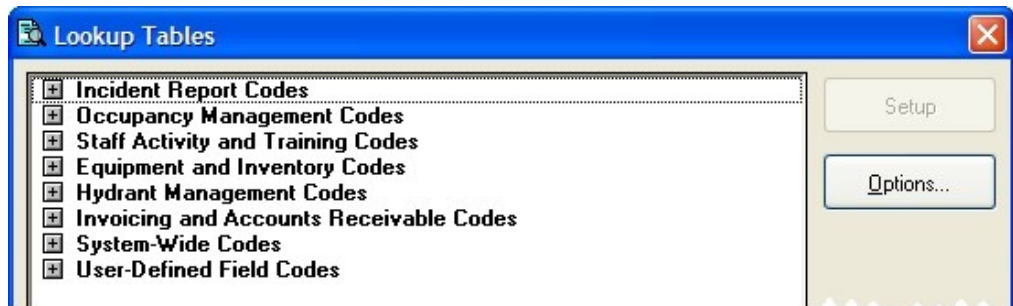 Lookup Tables
Incident Report Codes
Occupancy Management Codes
Staff Activity and Training Codes
Equipment and Inventory Codes
Hydrant Management Codes
Invoicing and Accounts Receivable Codes
System-Wide Codes
User-Defined Field Codes
Setup
Options...